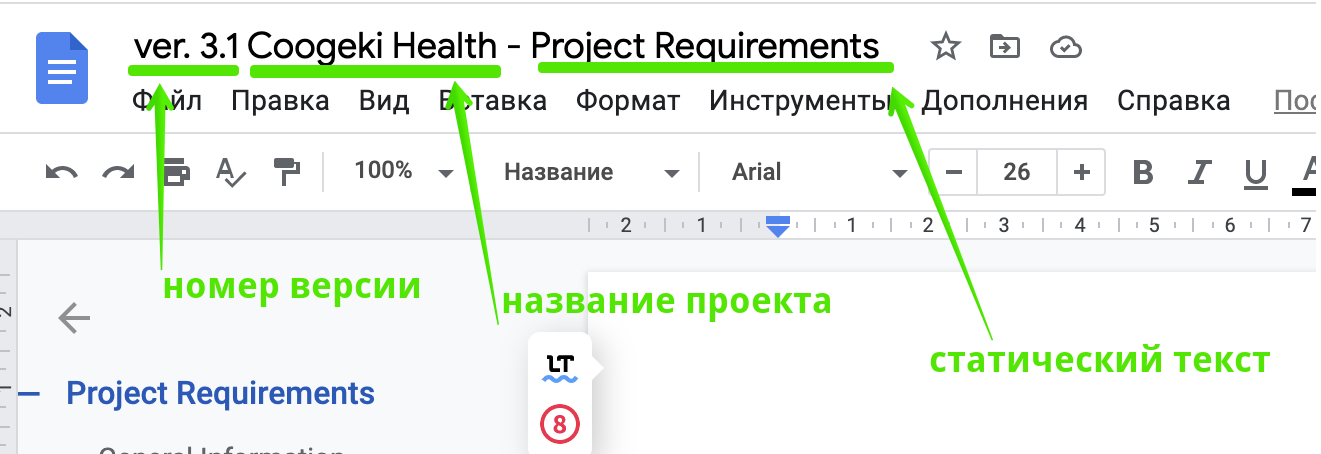 ver. 3.1 Coogeki Health - Project Requirements
Файл Правка Вид Вставка Формат Инструменты Дополнения Справка
100% Название Arial 26 B I U A
2 1 1 2 3 4 5 6 7
номер версии
название проекта
2
LT
статический текст
1
Project Requirements
8
General Information